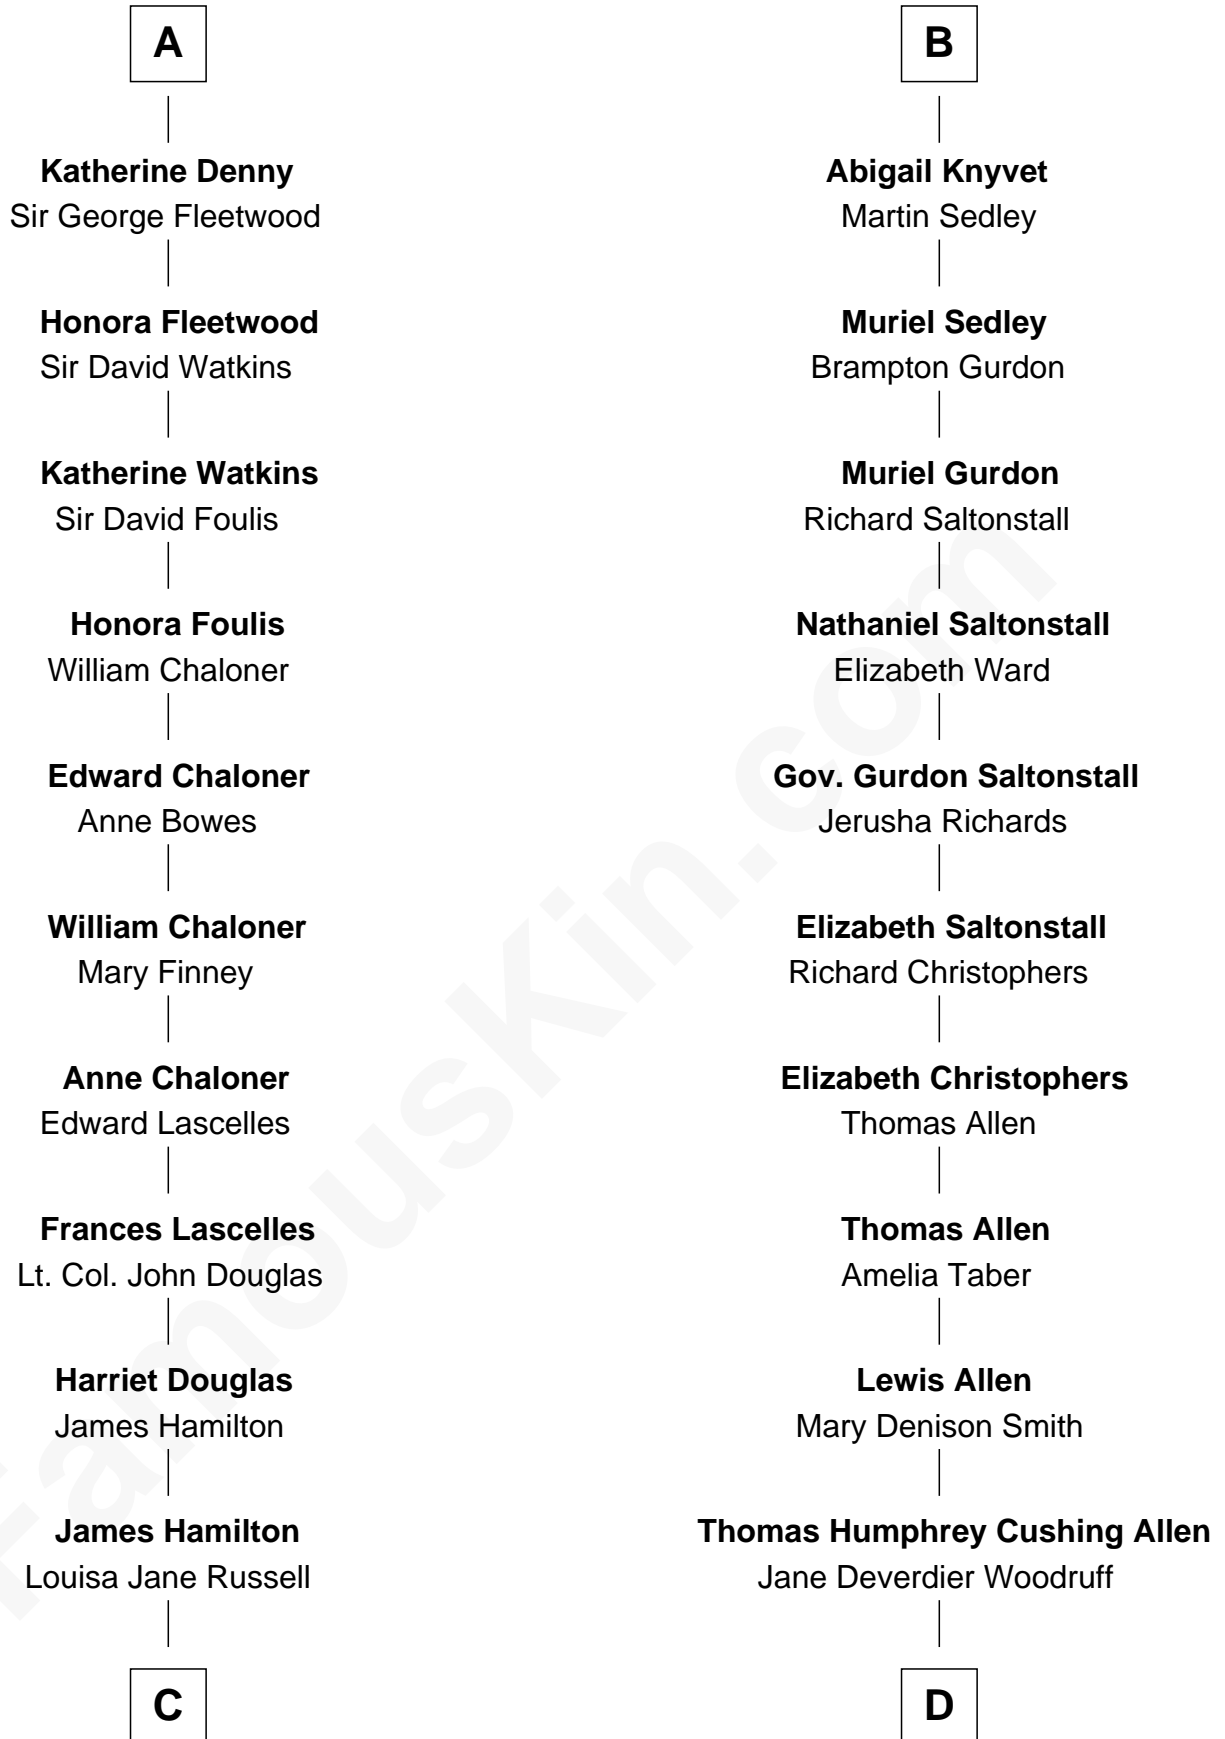 A
Katherine Denny
Sir George Fleetwood
Honora Fleetwood
Sir David Watkins
Katherine Watkins
Sir David Foulis
Honora Foulis
William Chaloner
Edward Chaloner
Anne Bowes
William Chaloner
Mary Finney
Anne Chaloner
Edward Lascelles
Frances Lascelles
Lt. Col. John Douglas
Harriet Douglas
James Hamilton
James Hamilton
Louisa Jane Russell
C
B
Abigail Knyvet
Martin Sedley
Muriel Sedley
Brampton Gurdon
Muriel Gurdon
Richard Saltonstall
Nathaniel Saltonstall
Elizabeth Ward
Gov. Gurdon Saltonstall
Jerusha Richards
Elizabeth Saltonstall
Richard Christophers
Elizabeth Christophers
Thomas Allen
Thomas Allen
Amelia Taber
Lewis Allen
Mary Denison Smith
Thomas Humphrey Cushing Allen
Jane Deverdier Woodruff
D
FamousKin.com